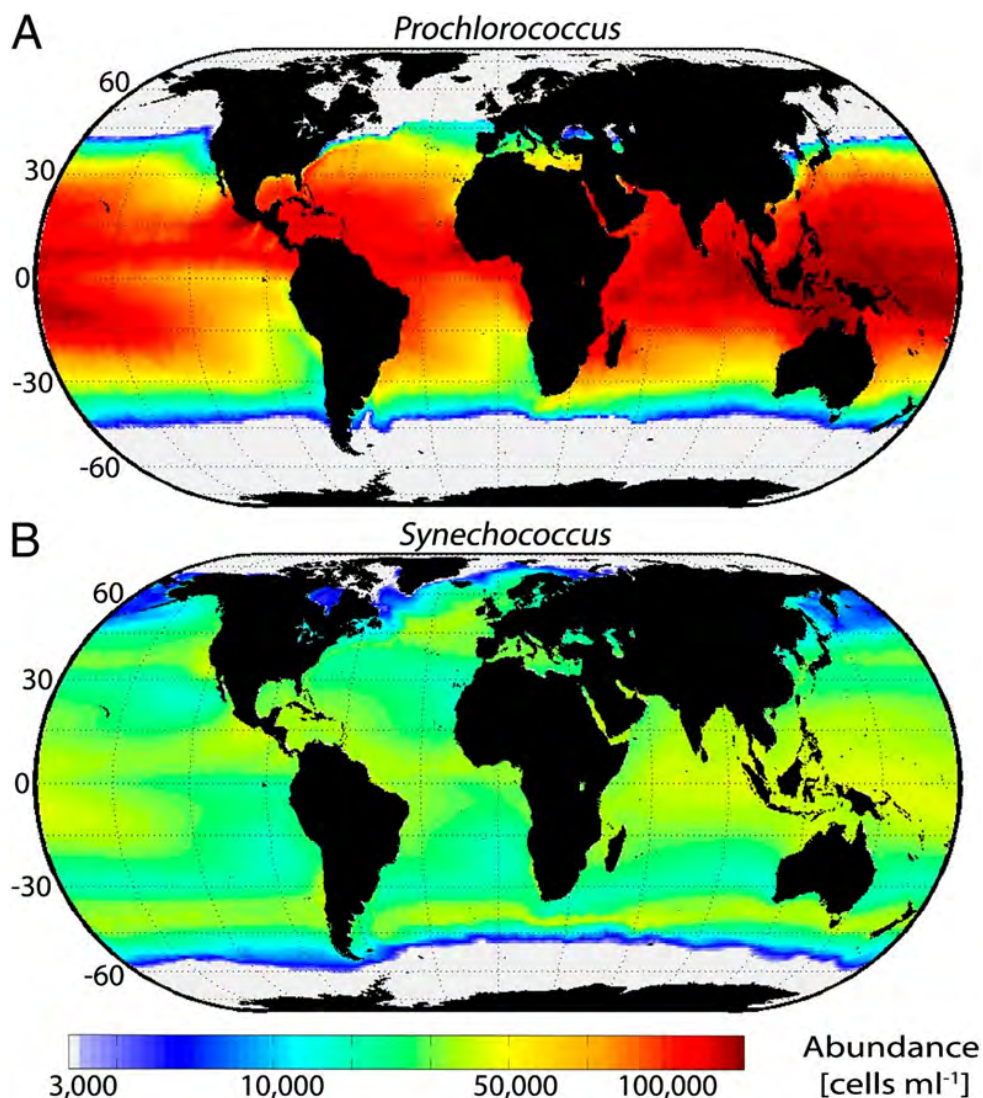 A
Prochlorococcus
60
30
0
-30
-60
B
Synechococcus
60
30
0
-30
-60
3,000 10,000 50,000 100,000
Abundance
[cells ml⁻¹]